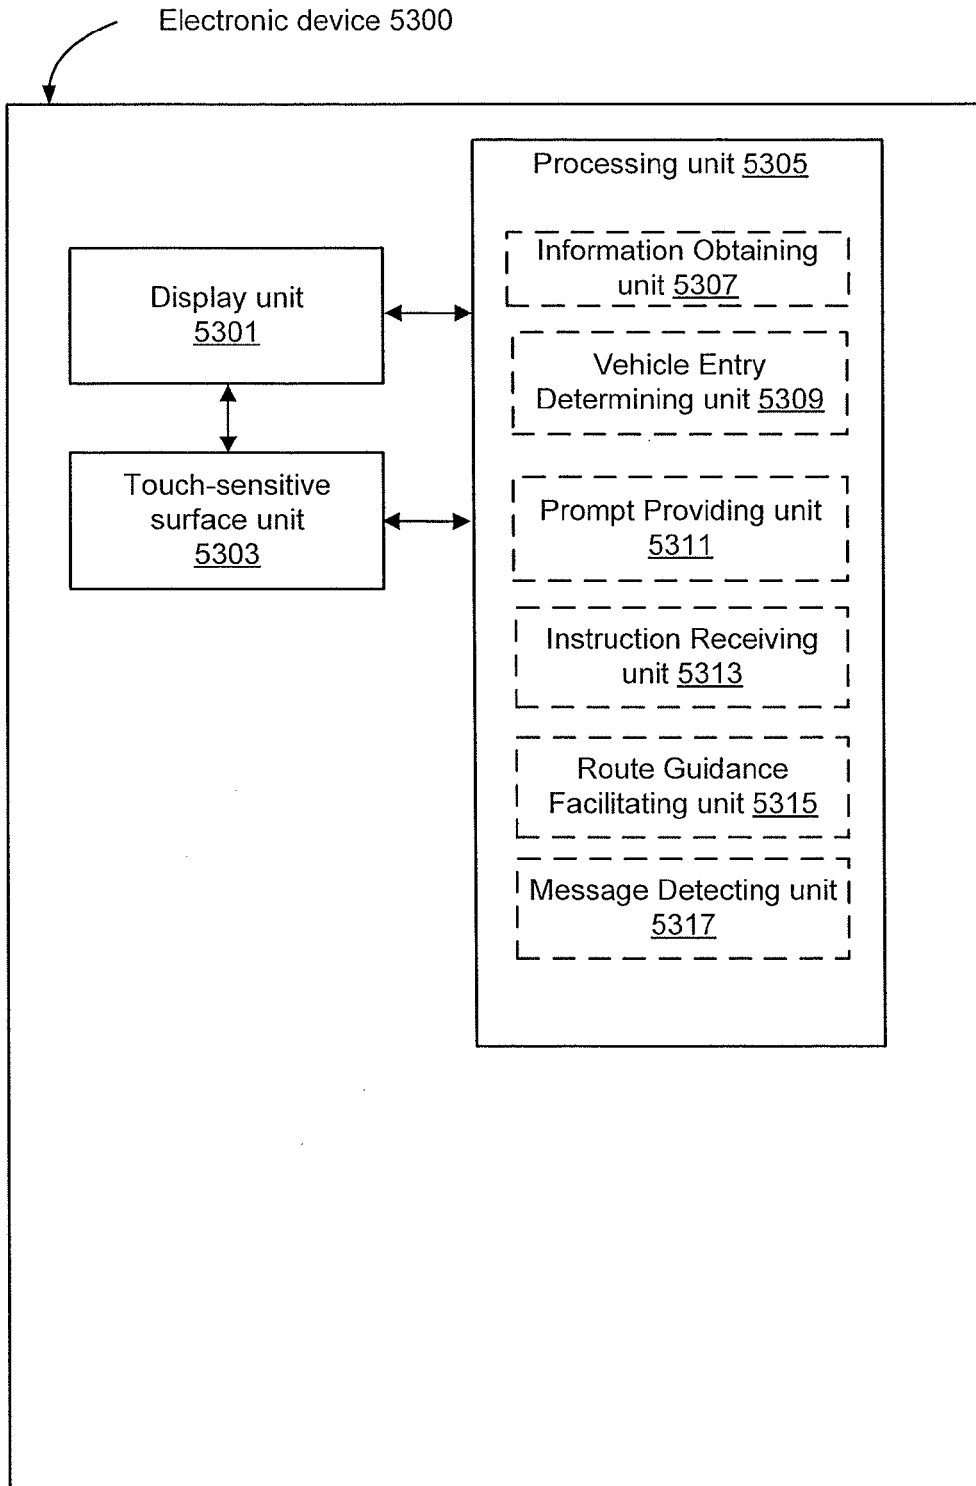 Electronic device 5300
Processing unit 5305
Information Obtaining
unit 5307
Display unit
5301
Vehicle Entry
Determining unit 5309
Touch-sensitive
surface unit
5303
Prompt Providing unit
5311
Instruction Receiving
unit 5313
Route Guidance
Facilitating unit 5315
Message Detecting unit
5317